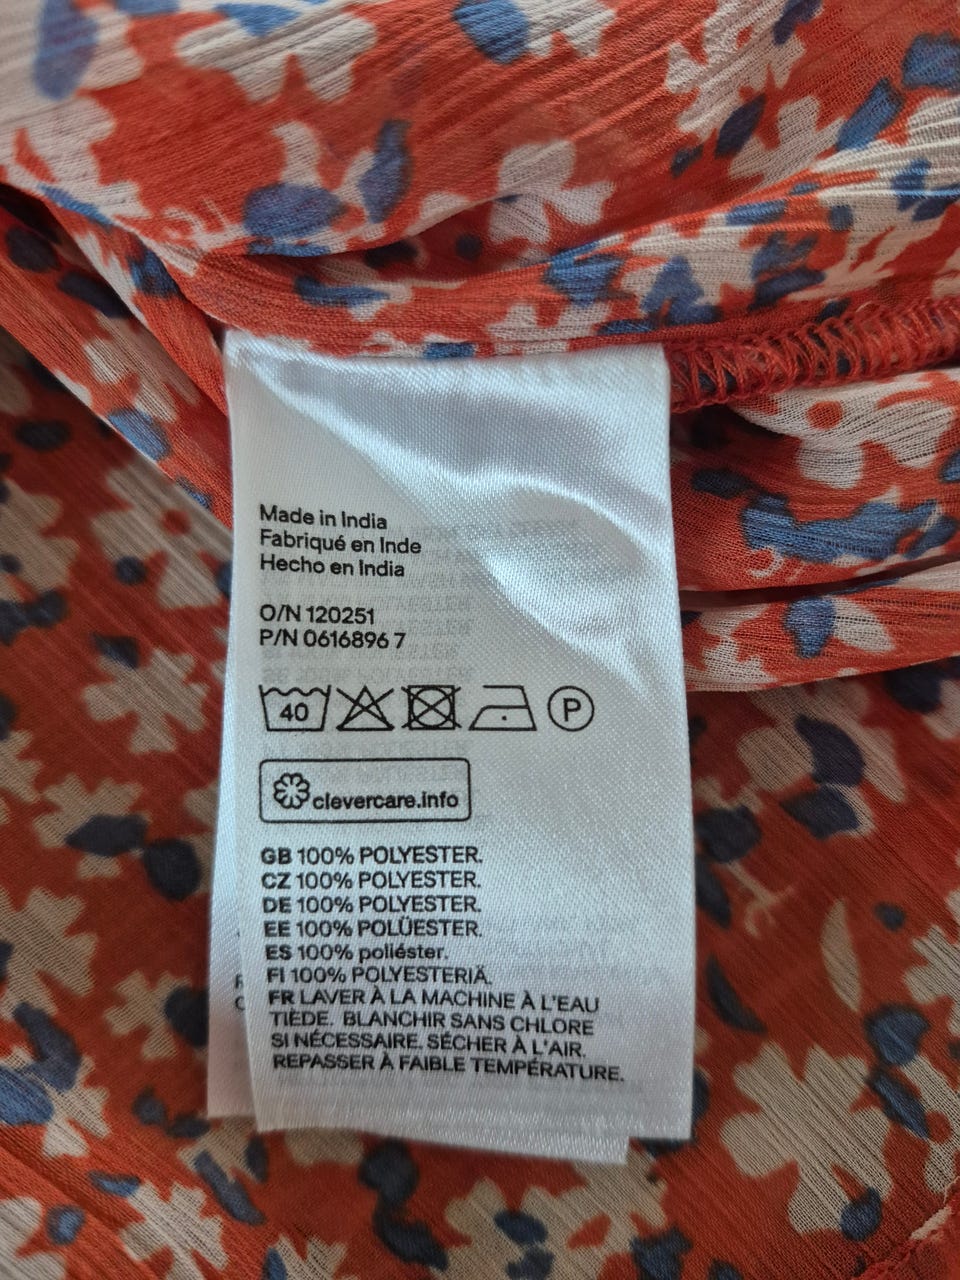 Made in India
Fabriqué en Inde
Hecho en India
O/N 120251
P/N 0616896 7
40 P
clevercare.info
GB 100% POLYESTER.
CZ 100% POLYESTER.
DE 100% POLYESTER.
EE 100% POLÜESTER.
ES 100% poliéster.
FI 100% POLYESTERIÄ.
FR LAVER À LA MACHINE À L'EAU
TIÈDE. BLANCHIR SANS CHLORE
SI NÉCESSAIRE. SÉCHER À L'AIR.
REPASSER À FAIBLE TEMPÉRATURE.